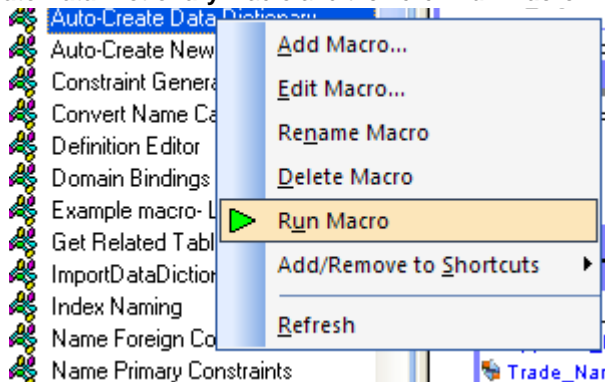 Auto-Create Data Dictionary
Auto-Create New
Constraint Genera
Convert Name Ca
Definition Editor
Domain Bindings
Example macro- L
Get Related Tabl
ImportDataDiction
Index Naming
Name Foreign Co
Name Primary Constraints
Add Macro...
Edit Macro...
Rename Macro
Delete Macro
Run Macro
Add/Remove to Shortcuts
Refresh
Trade_Nar